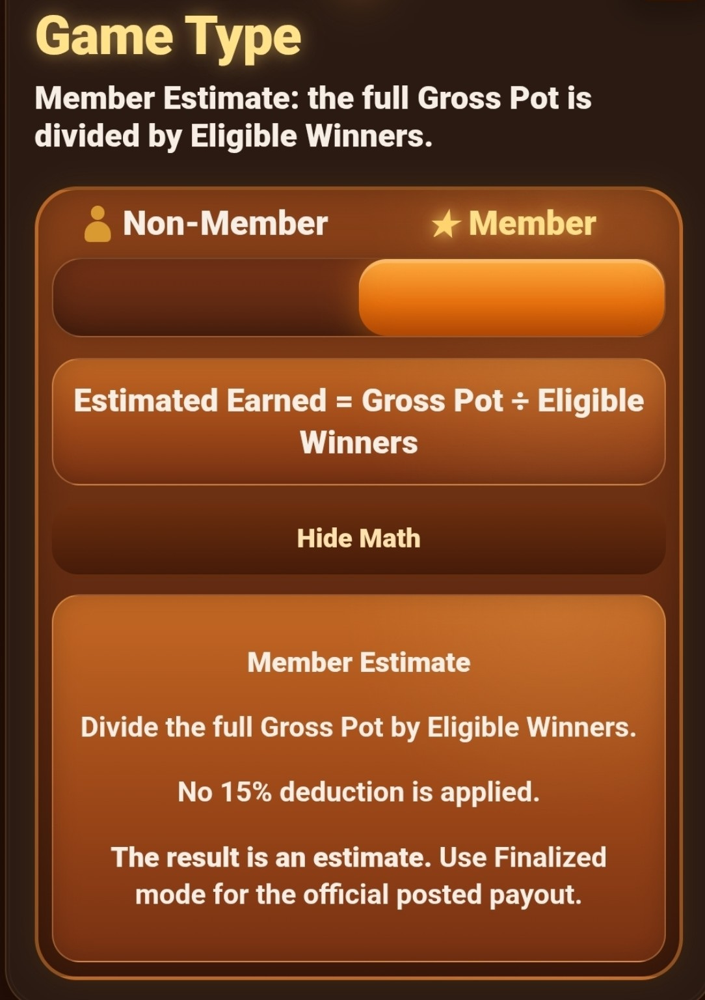 Game Type
Member Estimate: the full Gross Pot is
divided by Eligible Winners.
Non-Member
Member
Estimated Earned = Gross Pot ÷ Eligible
Winners
Hide Math
Member Estimate
Divide the full Gross Pot by Eligible Winners.
No 15% deduction is applied.
The result is an estimate. Use Finalized
mode for the official posted payout.